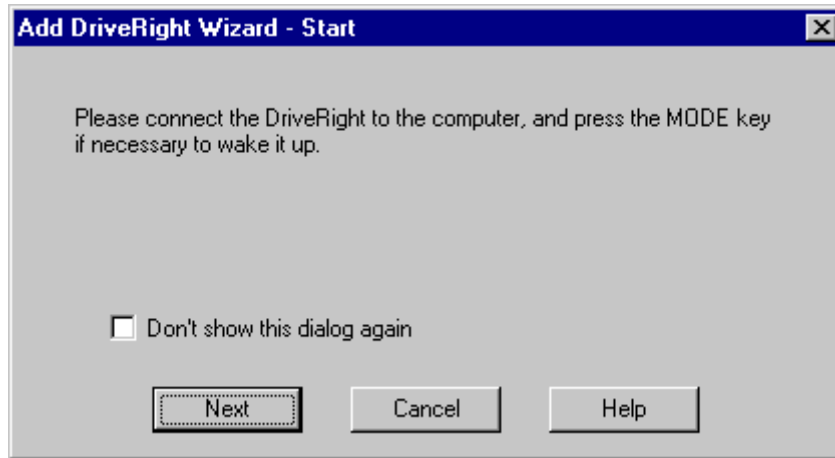 Add DriveRight Wizard - Start
Please connect the DriveRight to the computer, and press the MODE key
if necessary to wake it up.
Don't show this dialog again
Next Cancel Help